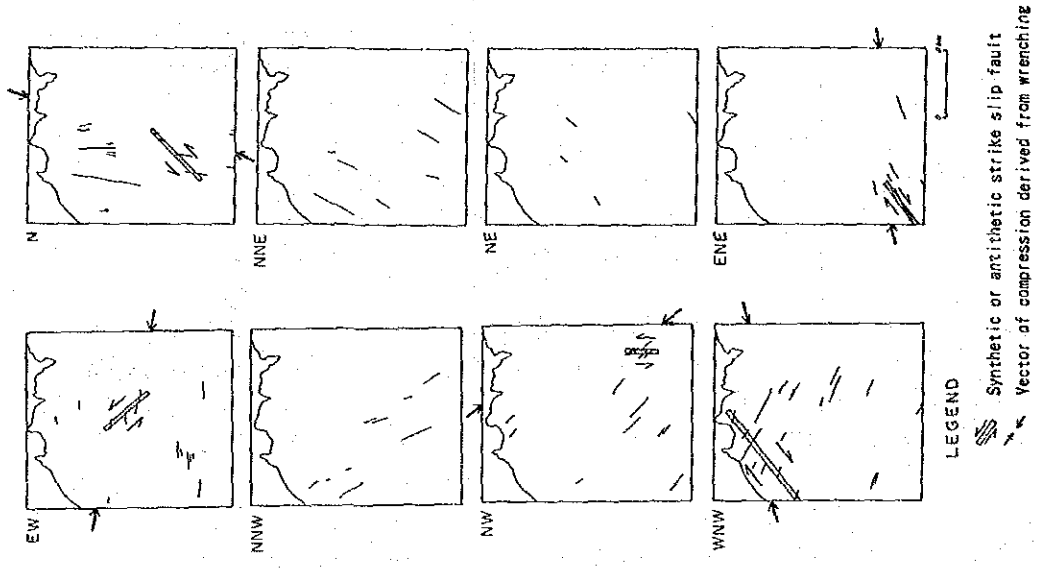 EW
N
NNW
NNE
NW
NE
WNW
ENE
LEGEND
Synthetic or antithetic strike slip fault
Vector of compression derived from wrenching